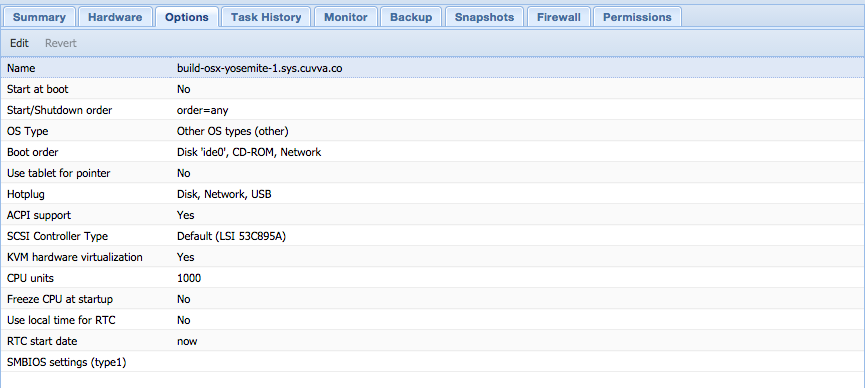 Summary Hardware Options Task History Monitor Backup Snapshots Firewall Permissions
Edit Revert
Name build-osx-yosemite-1.sys.cuvva.co
Start at boot No
Start/Shutdown order order=any
OS Type Other OS types (other)
Boot order Disk 'ide0', CD-ROM, Network
Use tablet for pointer No
Hotplug Disk, Network, USB
ACPI support Yes
SCSI Controller Type Default (LSI 53C895A)
KVM hardware virtualization Yes
CPU units 1000
Freeze CPU at startup No
Use local time for RTC No
RTC start date now
SMBIOS settings (type1)